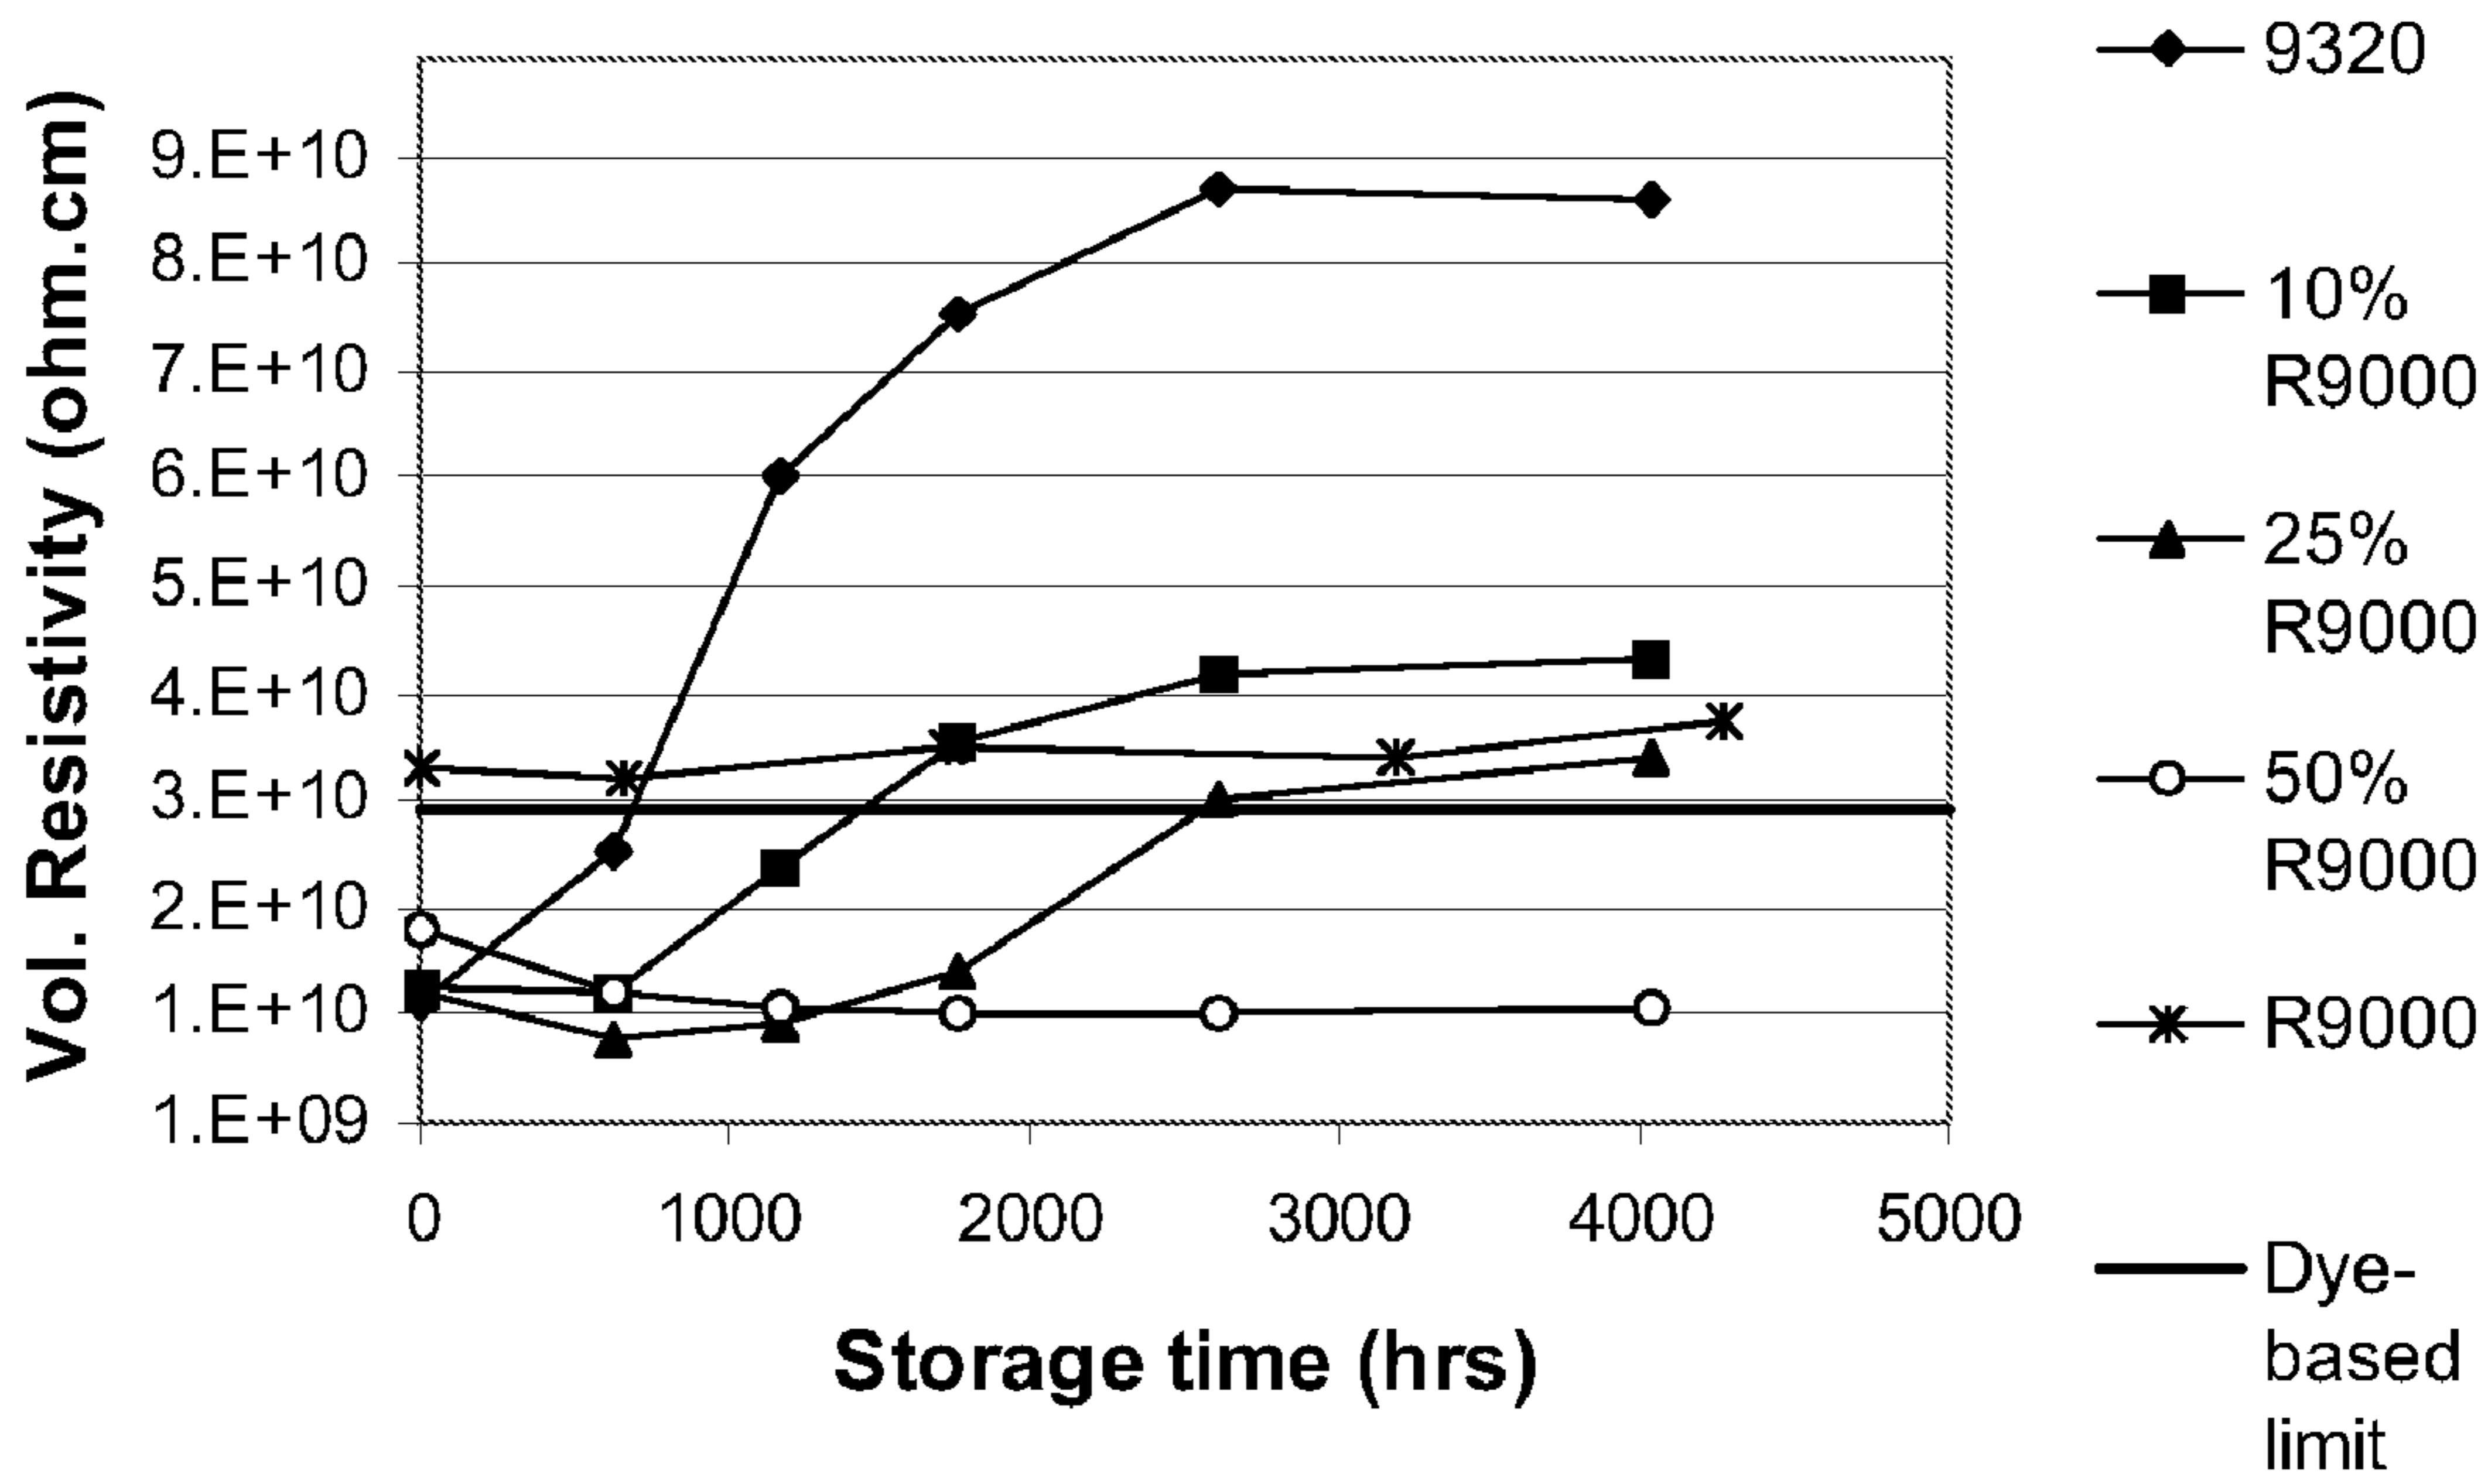 Vol. Resistivity (ohm.cm)
9.E+10
8.E+10
7.E+10
6.E+10
5.E+10
4.E+10
3.E+10
2.E+10
1.E+10
1.E+09
0
1000
2000
3000
4000
5000
Storage time (hrs)
9320
10%
R9000
25%
R9000
50%
R9000
R9000
Dye-
based
limit